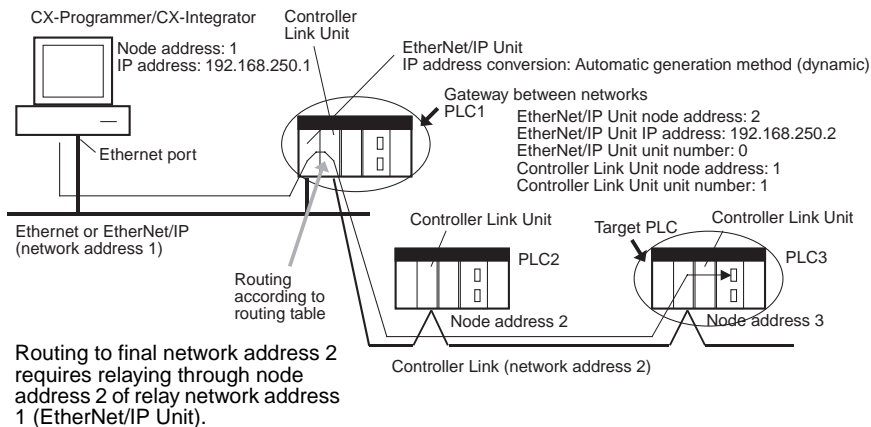 CX-Programmer/CX-Integrator
Node address: 1
IP address: 192.168.250.1
Controller
Link Unit
EtherNet/IP Unit
IP address conversion: Automatic generation method (dynamic)
Gateway between networks
PLC1
EtherNet/IP Unit node address: 2
EtherNet/IP Unit IP address: 192.168.250.2
EtherNet/IP Unit unit number: 0
Controller Link Unit node address: 1
Controller Link Unit unit number: 1
Ethernet port
Ethernet or EtherNet/IP
(network address 1)
Controller Link Unit
PLC2
Node address 2
Target PLC
Controller Link Unit
PLC3
Node address 3
Routing
according to
routing table
Controller Link (network address 2)
Routing to final network address 2
requires relaying through node
address 2 of relay network address
1 (EtherNet/IP Unit).